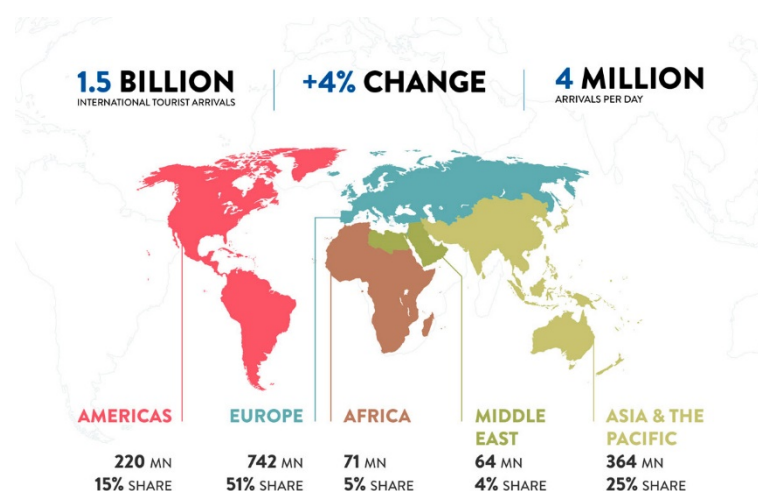 1.5 BILLION
INTERNATIONAL TOURIST ARRIVALS
+4% CHANGE
4 MILLION
ARRIVALS PER DAY
AMERICAS
220 MN
15% SHARE
EUROPE
742 MN
51% SHARE
AFRICA
71 MN
5% SHARE
MIDDLE
EAST
64 MN
4% SHARE
ASIA & THE
PACIFIC
364 MN
25% SHARE